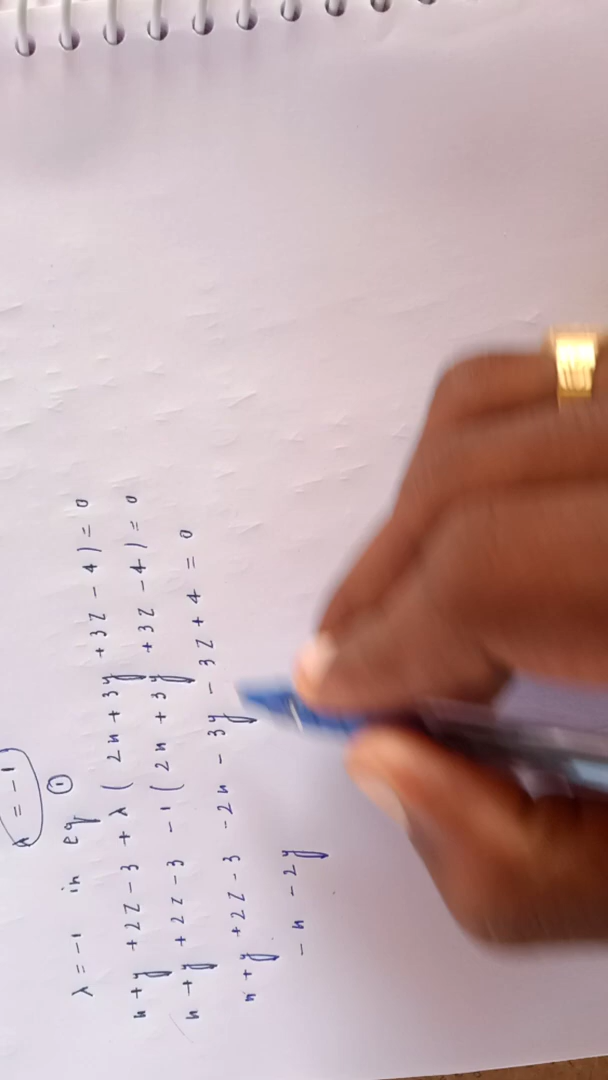 λ = -1
λ = -1 in eq ①
x + y + 2z - 3 + λ ( 2x + 3y + 3z - 4 ) = 0
x + y + 2z - 3 - 1 ( 2x + 3y + 3z - 4 ) = 0
x + y + 2z - 3 - 2x - 3y - 3z + 4 = 0
- x - 2y